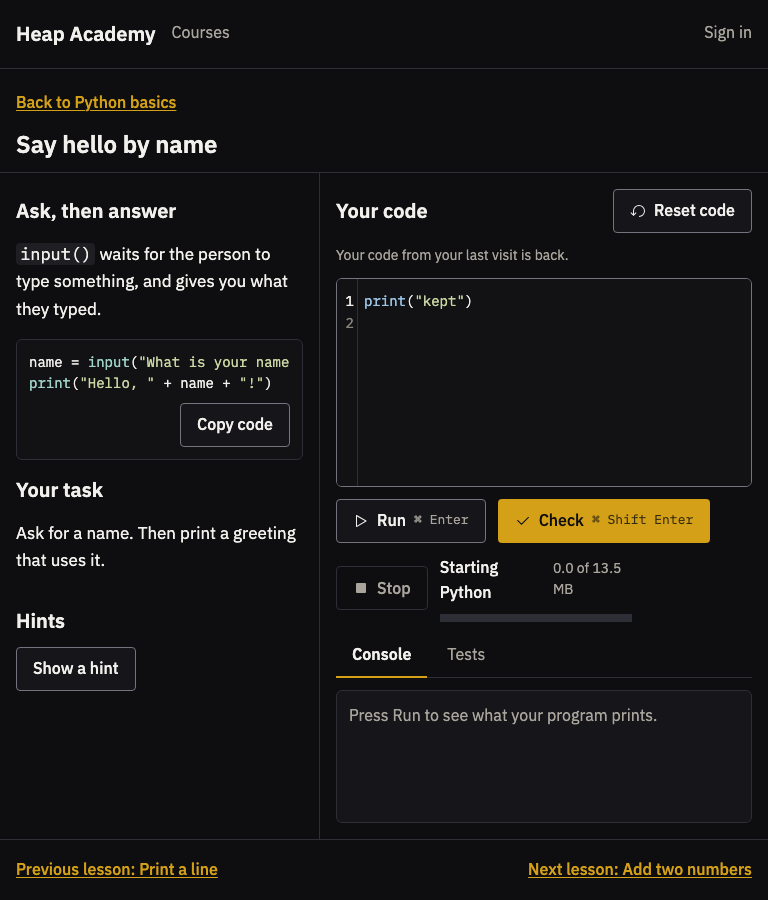 Heap Academy Courses Sign in
Back to Python basics
Say hello by name
Ask, then answer
input() waits for the person to
type something, and gives you what
they typed.
name = input("What is your name
print("Hello, " + name + "!")
Copy code
Your task
Ask for a name. Then print a greeting
that uses it.
Hints
Show a hint
Your code
Reset code
Your code from your last visit is back.
1 print("kept")
2
Run ⌘ Enter
Check ⌘ Shift Enter
Stop
Starting
Python
0.0 of 13.5
MB
Console Tests
Press Run to see what your program prints.
Previous lesson: Print a line
Next lesson: Add two numbers